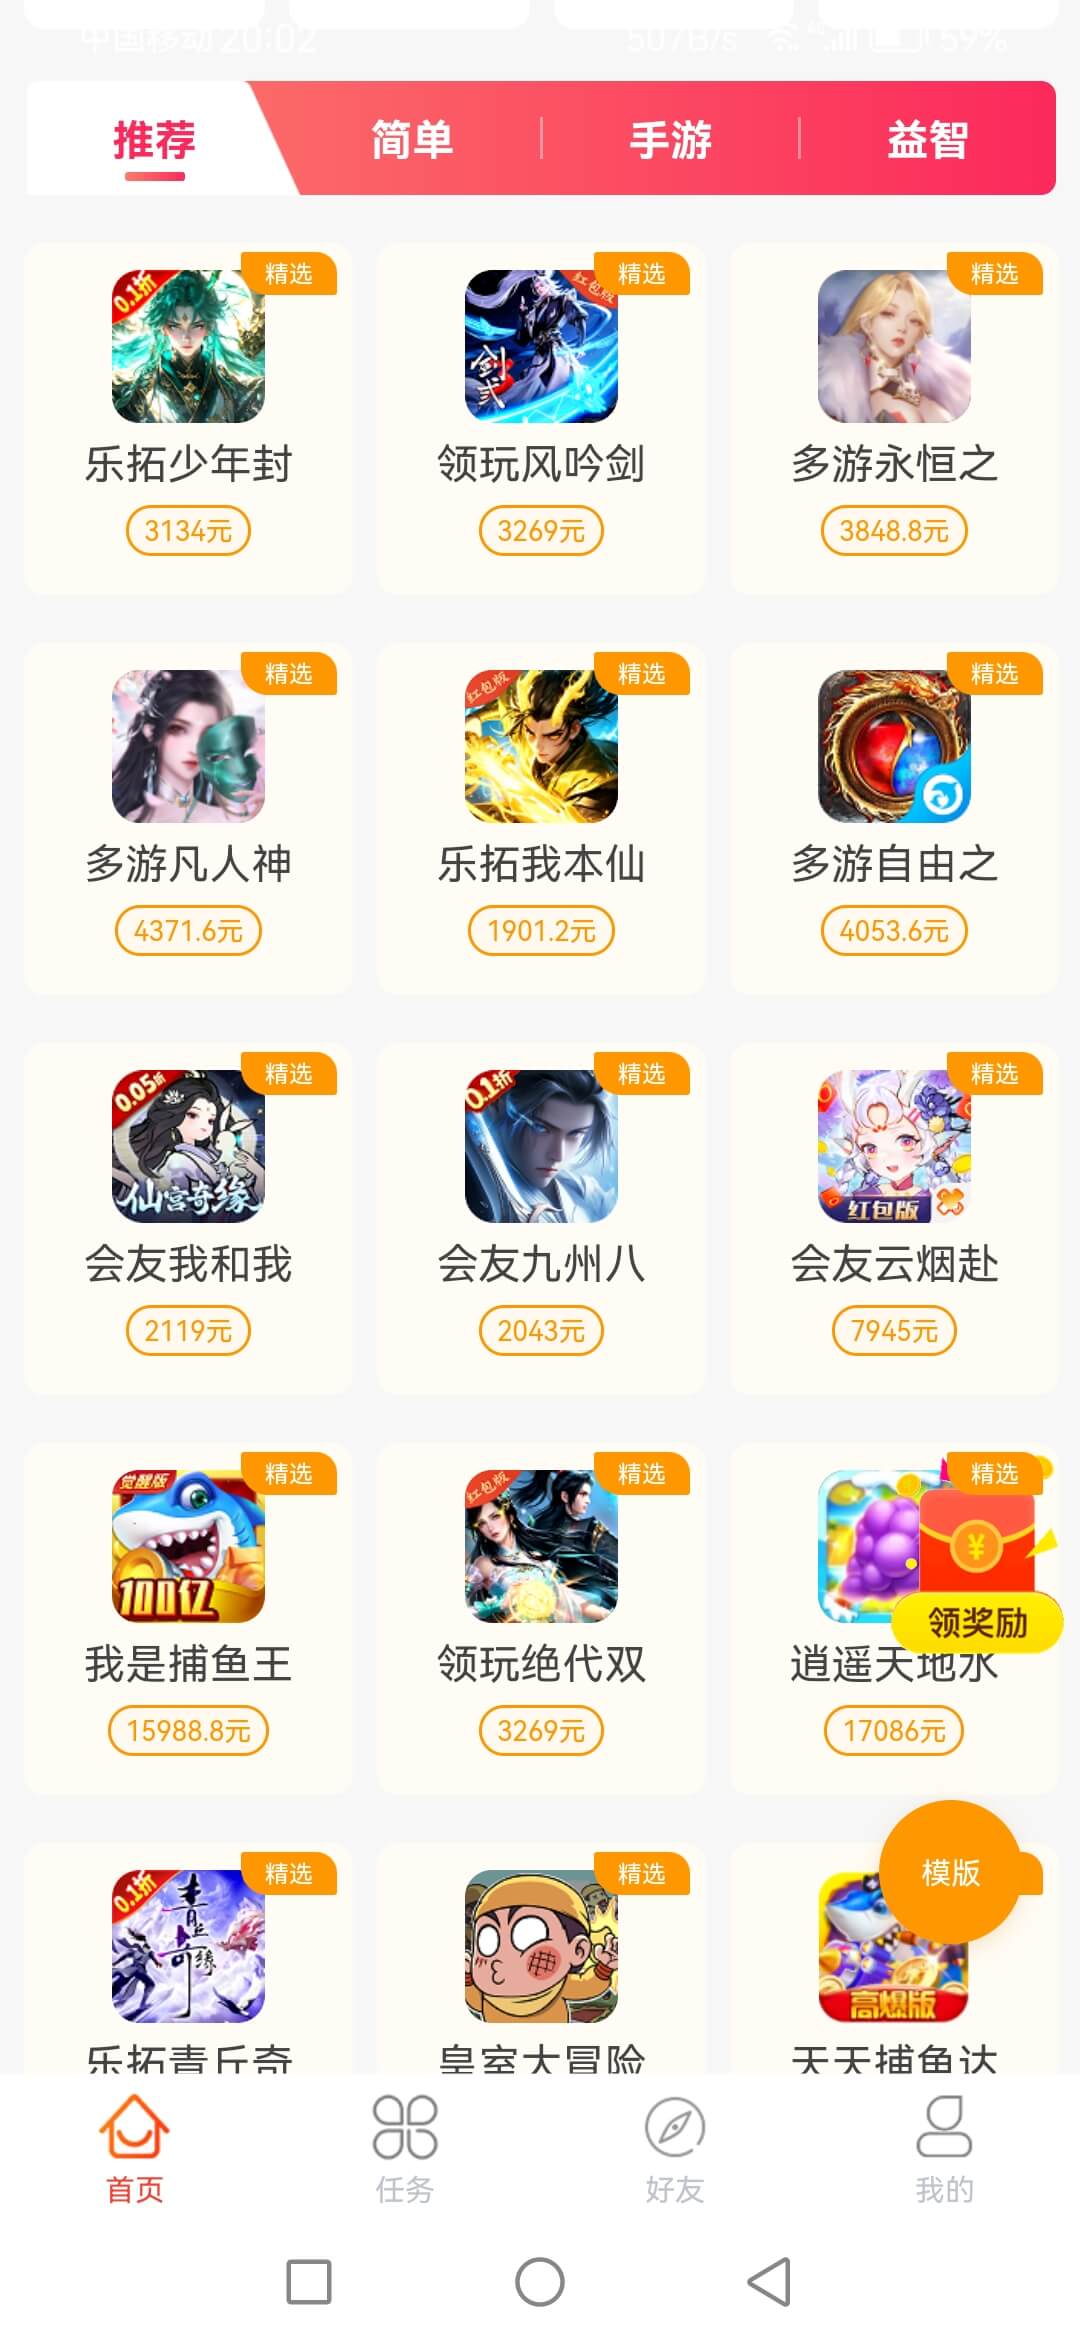 中国移动 20:02
507B/s
59%
推荐 简单 手游 益智
精选 精选 精选
0.1折
红包版
剑弍
乐拓少年封 领玩风吟剑 多游永恒之
3134元 3269元 3848.8元
精选 精选 精选
红包版
多游凡人神 乐拓我本仙 多游自由之
4371.6元 1901.2元 4053.6元
精选 精选 精选
0.05折 0.1折
仙宫奇缘
红包版
会友我和我 会友九州八 会友云烟赴
2119元 2043元 7945元
精选 精选 精选
觉醒版 红包版
100亿
领奖励
我是捕鱼王 领玩绝代双 逍遥天地水
15988.8元 3269元 17086元
精选 精选 模版
0.1折
青丘奇缘
高爆版
乐拓青丘奇 皇室大冒险 天天捕鱼达
首页 任务 好友 我的